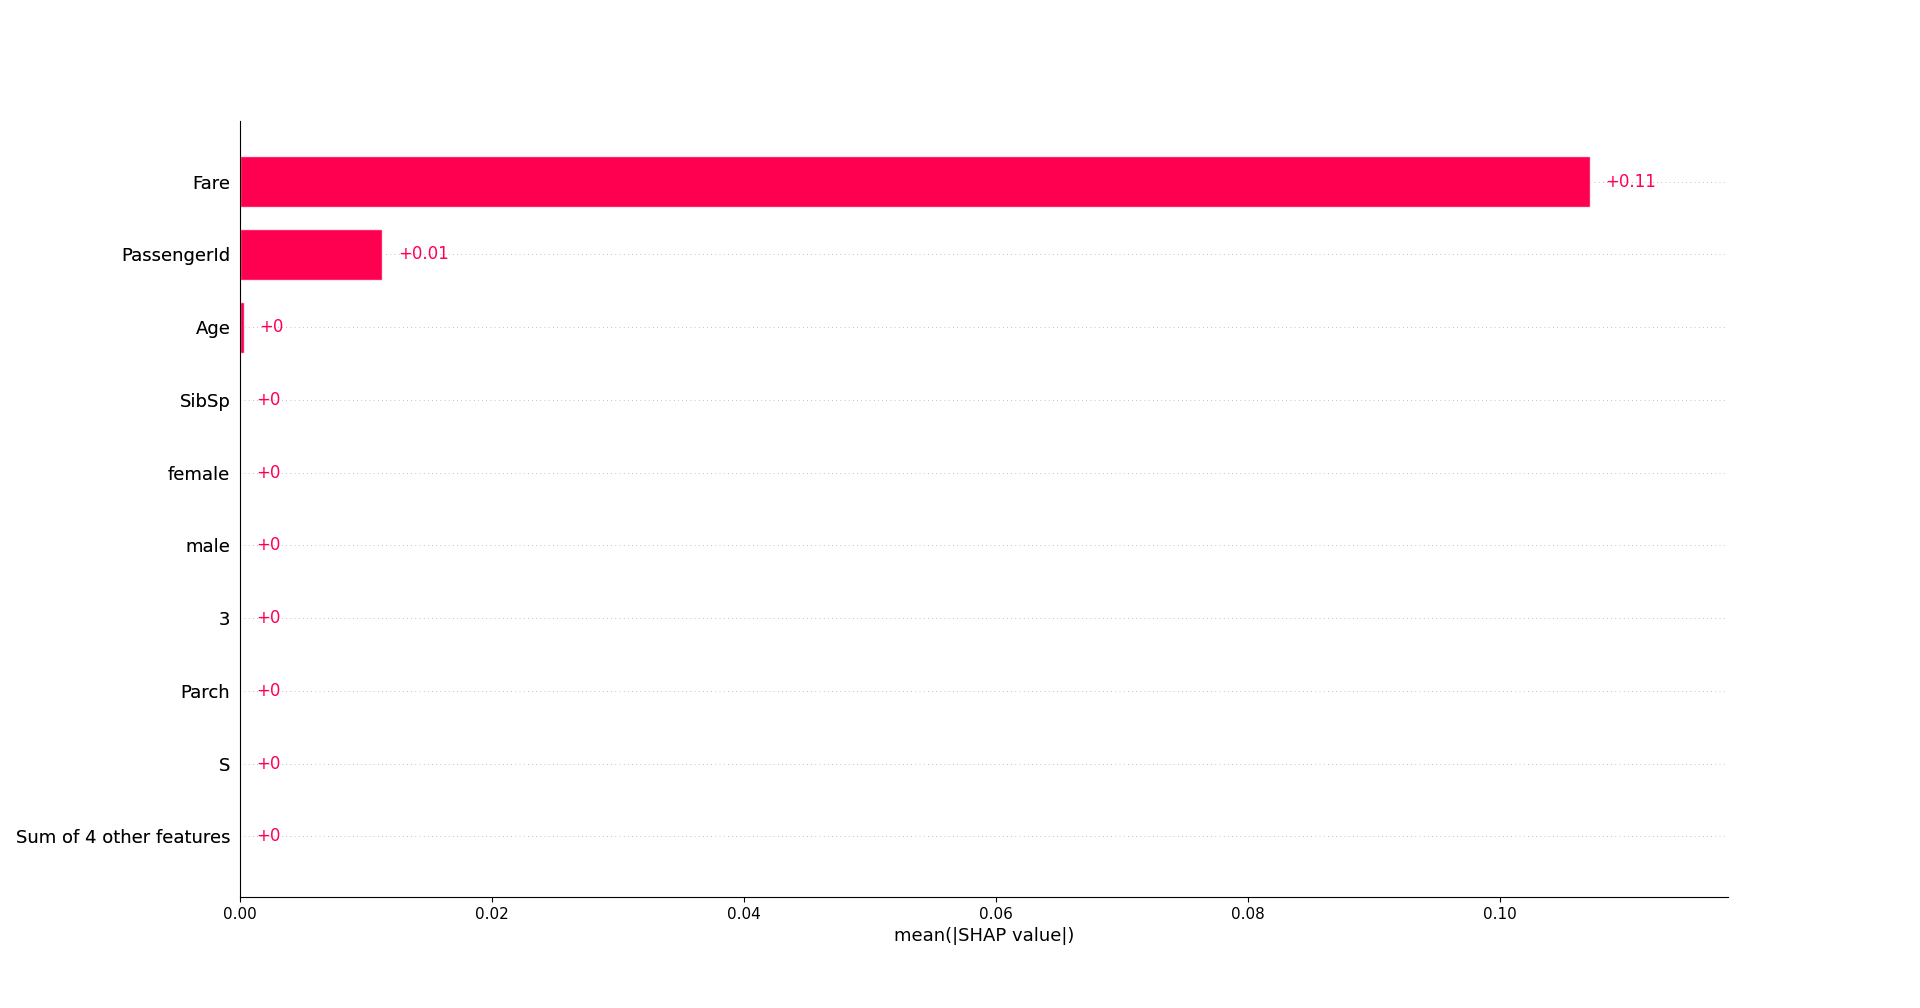 Fare +0.11
PassengerId +0.01
Age +0
SibSp +0
female +0
male +0
3 +0
Parch +0
S +0
Sum of 4 other features +0
0.00 0.02 0.04 0.06 0.08 0.10
mean(|SHAP value|)